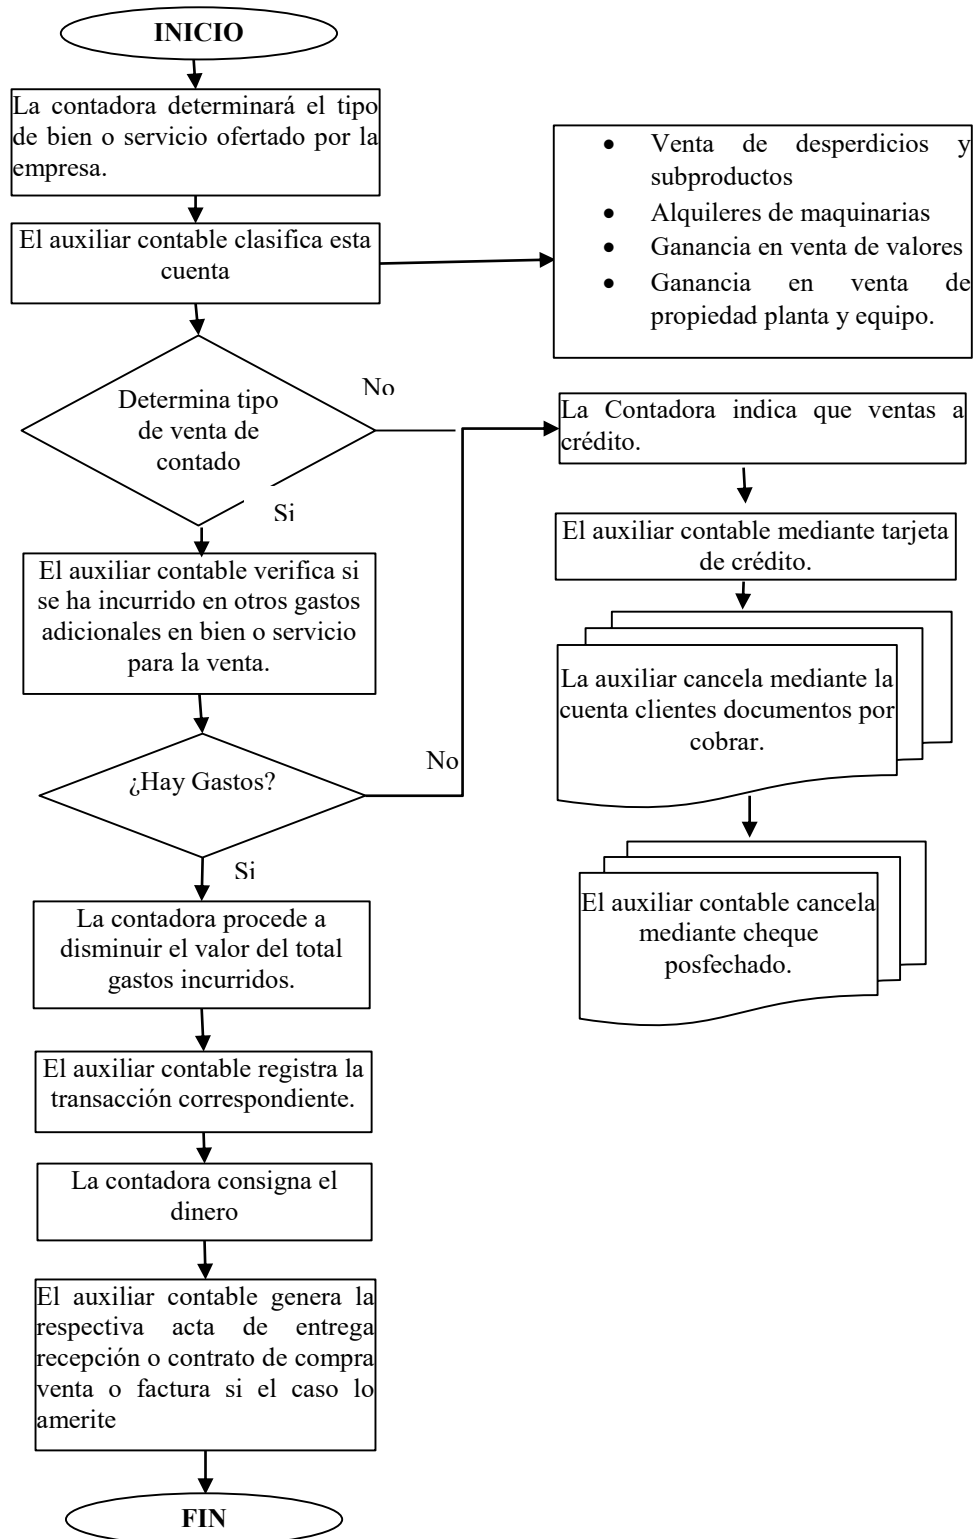 INICIO
La contadora determinará el tipo
de bien o servicio ofertado por la
empresa.
El auxiliar contable clasifica esta
cuenta
• Venta de desperdicios y
subproductos
• Alquileres de maquinarias
• Ganancia en venta de valores
• Ganancia en venta de
propiedad planta y equipo.
Determina tipo
de venta de
contado
No
Si
La Contadora indica que ventas a
crédito.
El auxiliar contable mediante tarjeta
de crédito.
La auxiliar cancela mediante la
cuenta clientes documentos por
cobrar.
El auxiliar contable cancela
mediante cheque
posfechado.
El auxiliar contable verifica si
se ha incurrido en otros gastos
adicionales en bien o servicio
para la venta.
¿Hay Gastos?
No
Si
La contadora procede a
disminuir el valor del total
gastos incurridos.
El auxiliar contable registra la
transacción correspondiente.
La contadora consigna el
dinero
El auxiliar contable genera la
respectiva acta de entrega
recepción o contrato de compra
venta o factura si el caso lo
amerite
FIN